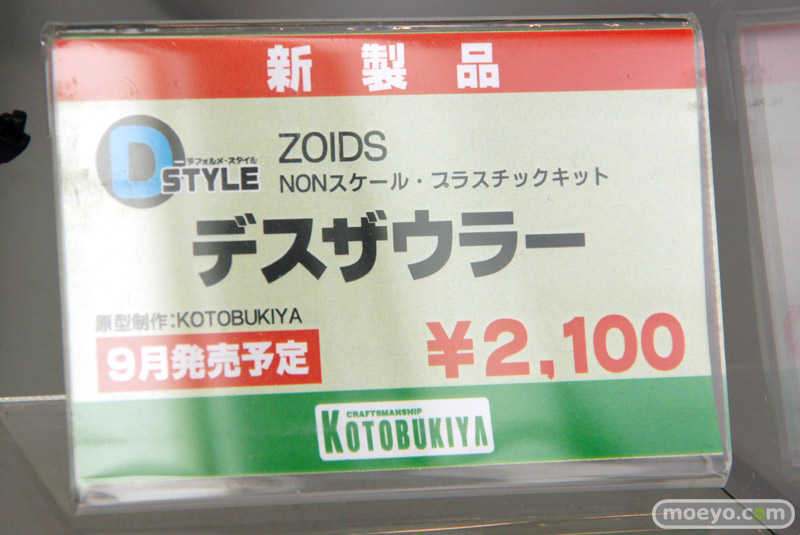 新製品
D-STYLE
デフォルメ・スタイル
ZOIDS
NONスケール・プラスチックキット
デスザウラー
原型制作:KOTOBUKIYA
9月発売予定
¥2,100
CRAFTSMANSHIP
KOTOBUKIYA
moeyo.com